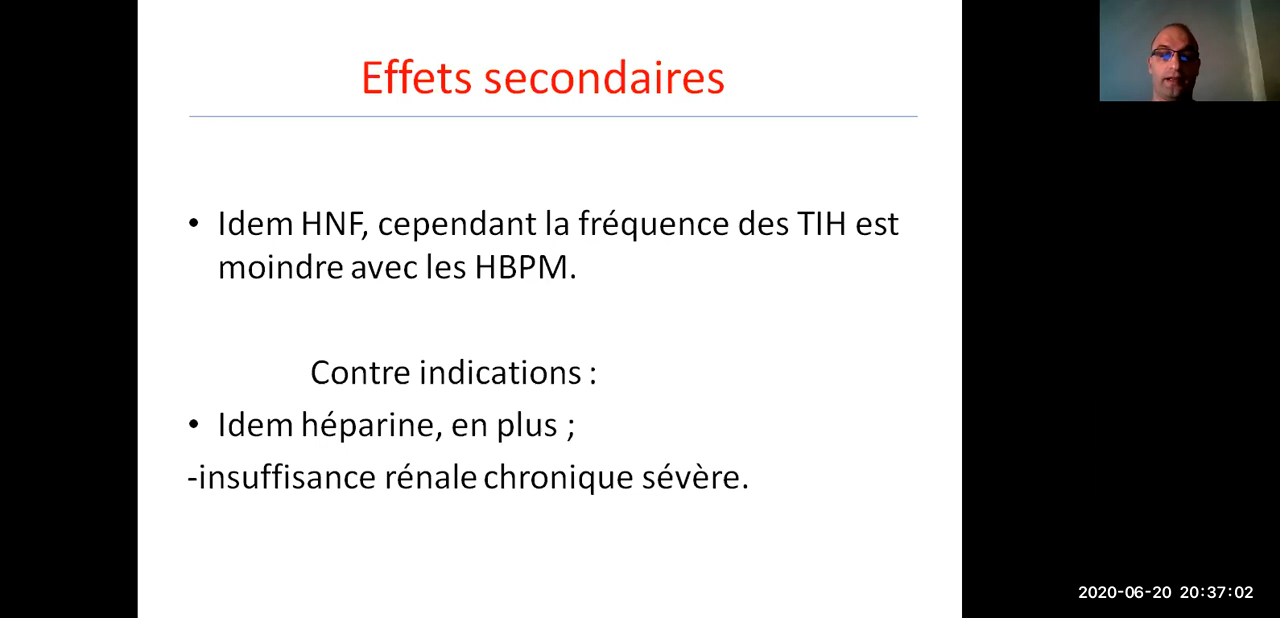 Effets secondaires
• Idem HNF, cependant la fréquence des TIH est
moindre avec les HBPM.
Contre indications :
• Idem héparine, en plus ;
-insuffisance rénale chronique sévère.
2020-06-20 20:37:02